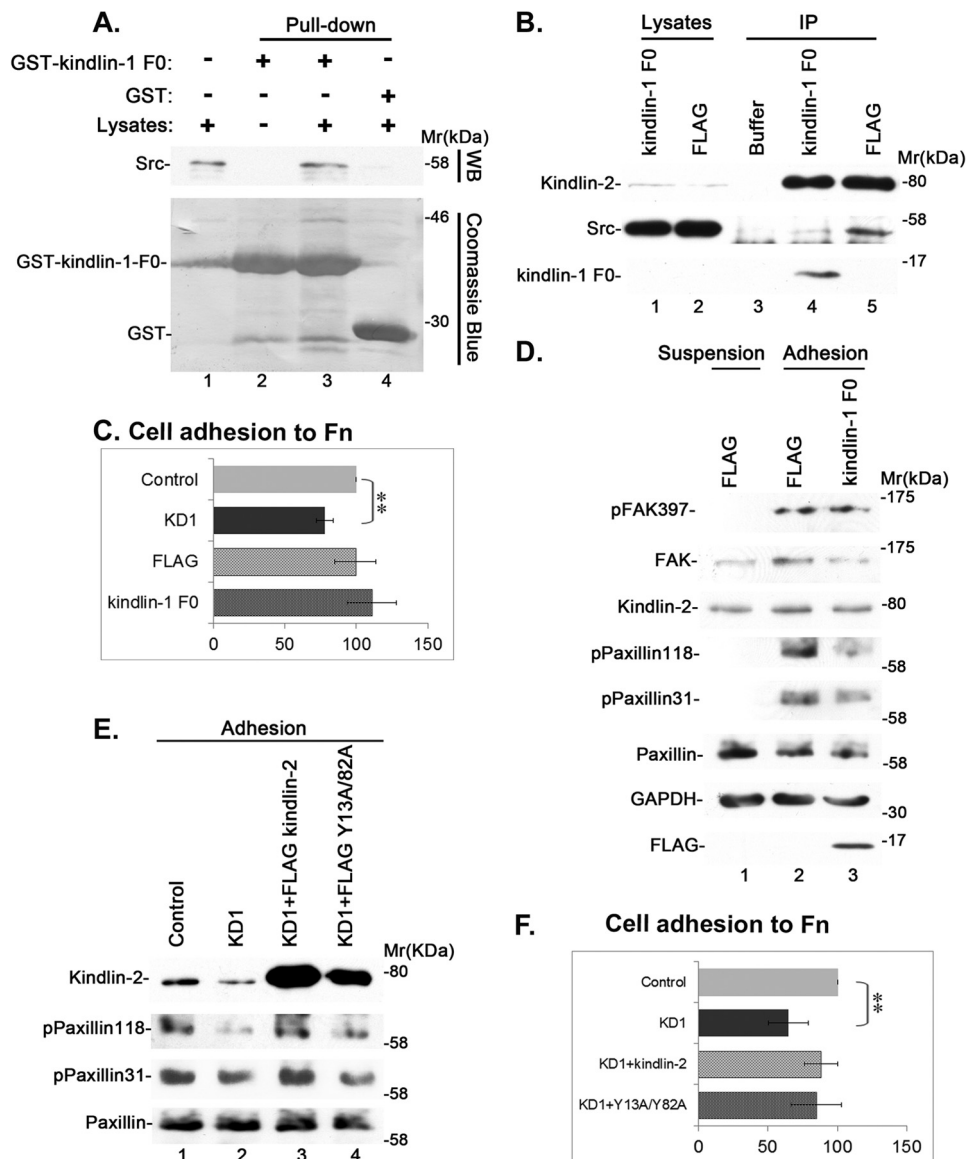 A.
Pull-down
GST-kindlin-1 F0: - + + -
GST: - - - +
Lysates: + - + +
Mr(kDa)
Src- -58 WB
-46
GST-kindlin-1-F0-
-30
GST-
Coomassie Blue
1 2 3 4
B.
Lysates IP
kindlin-1 F0 FLAG Buffer kindlin-1 F0 FLAG
Mr(kDa)
Kindlin-2- -80
Src- -58
-17
kindlin-1 F0-
1 2 3 4 5
C. Cell adhesion to Fn
Control
KD1
**
FLAG
kindlin-1 F0
0 50 100 150
D.
Suspension Adhesion
FLAG FLAG kindlin-1 F0
Mr(kDa)
-175
pFAK397-
-175
FAK-
Kindlin-2- -80
pPaxillin118-
-58
pPaxillin31-
-58
Paxillin-
-58
GAPDH-
-30
-17
FLAG-
1 2 3
E.
Adhesion
Control KD1 KD1+FLAG kindlin-2 KD1+FLAG Y13A/82A
Mr(KDa)
Kindlin-2- -80
pPaxillin118-
-58
pPaxillin31-
-58
Paxillin-
-58
1 2 3 4
F.
Cell adhesion to Fn
Control
KD1
**
KD1+kindlin-2
KD1+Y13A/Y82A
0 50 100 150